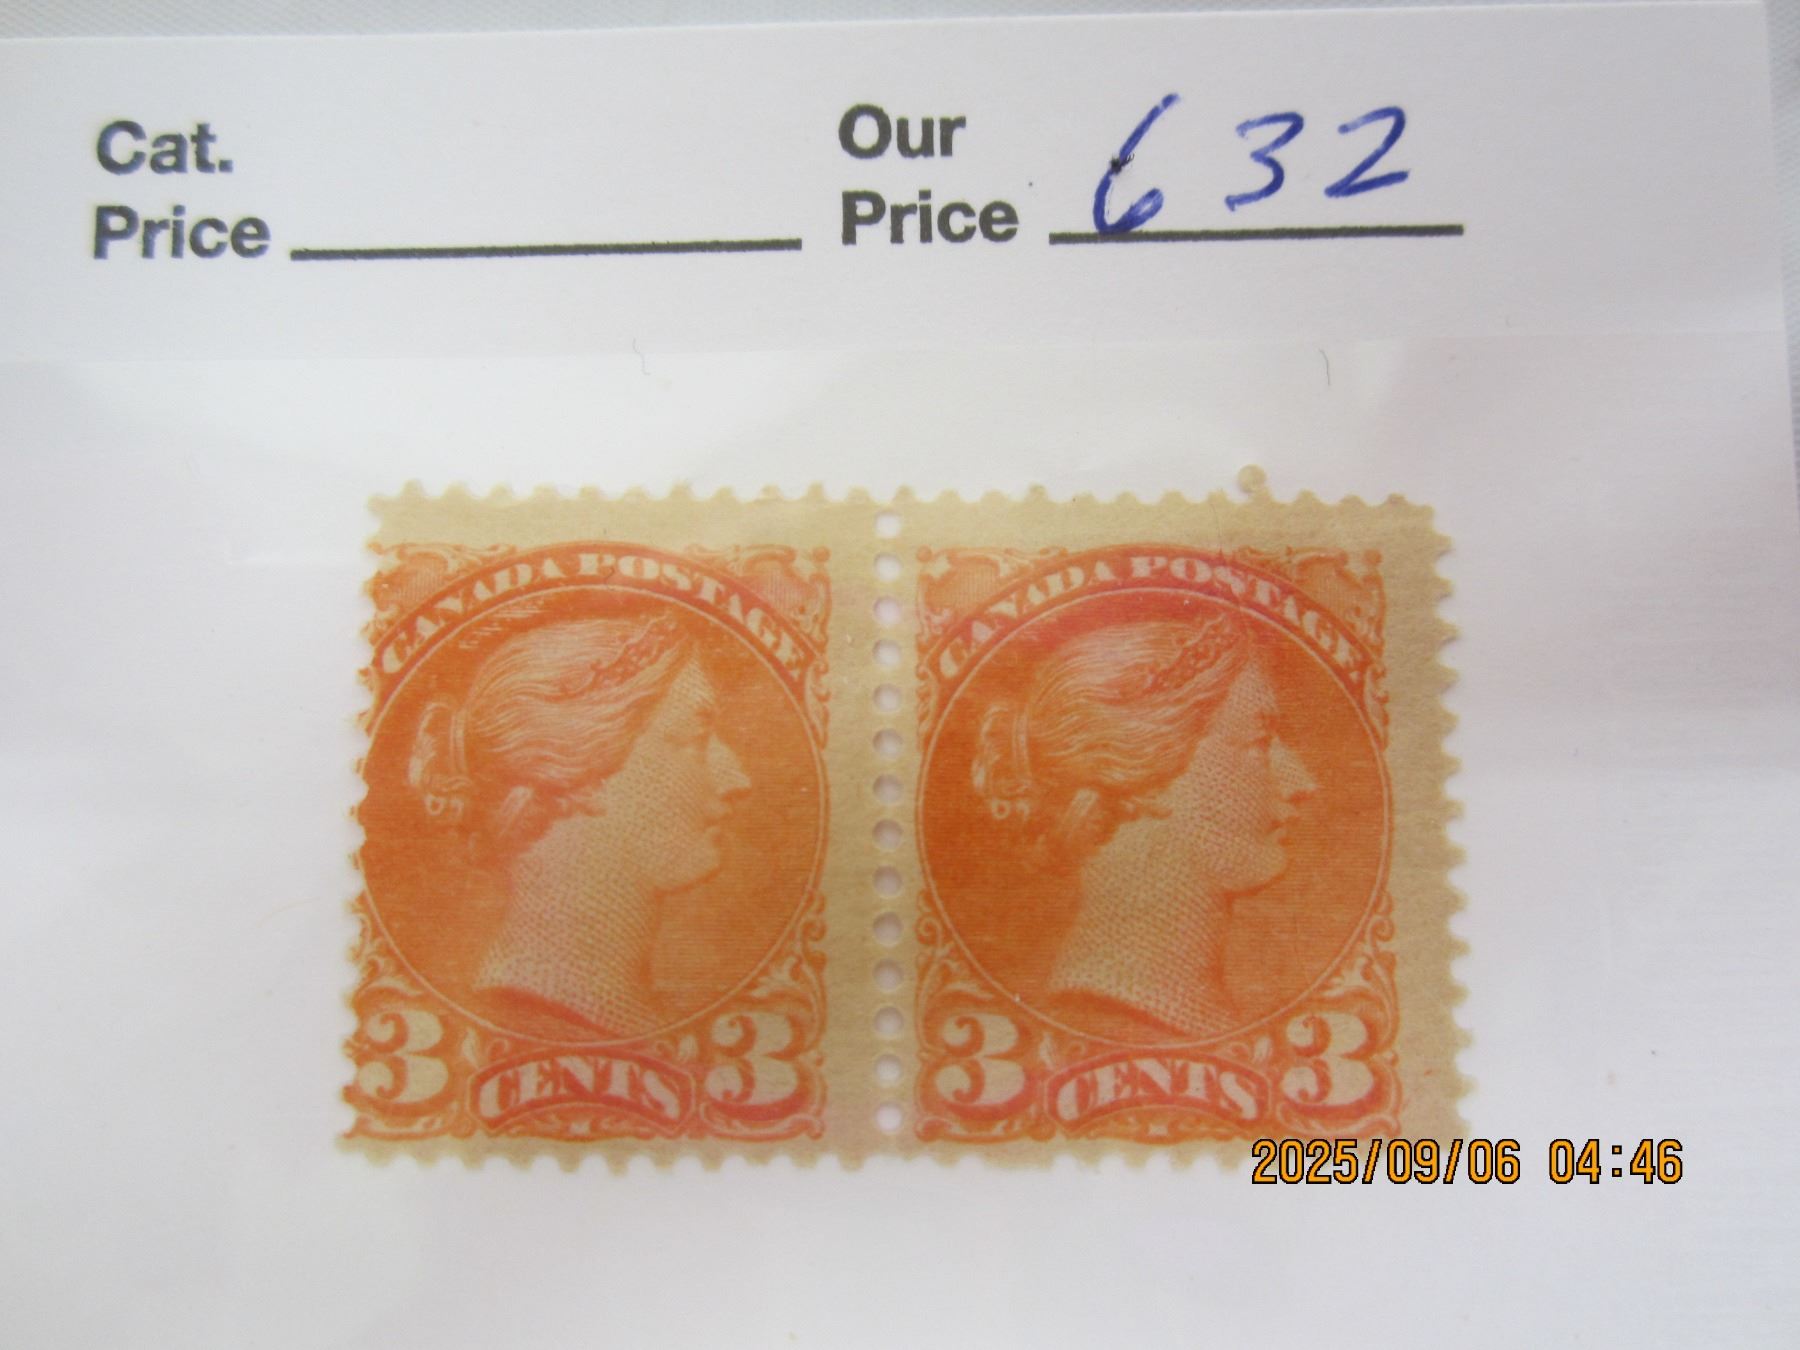 Cat.
Price
Our
Price 632
CANADA POSTAGE
3 CENTS 3
CANADA POSTAGE
3 CENTS 3
2025/09/06 04:46